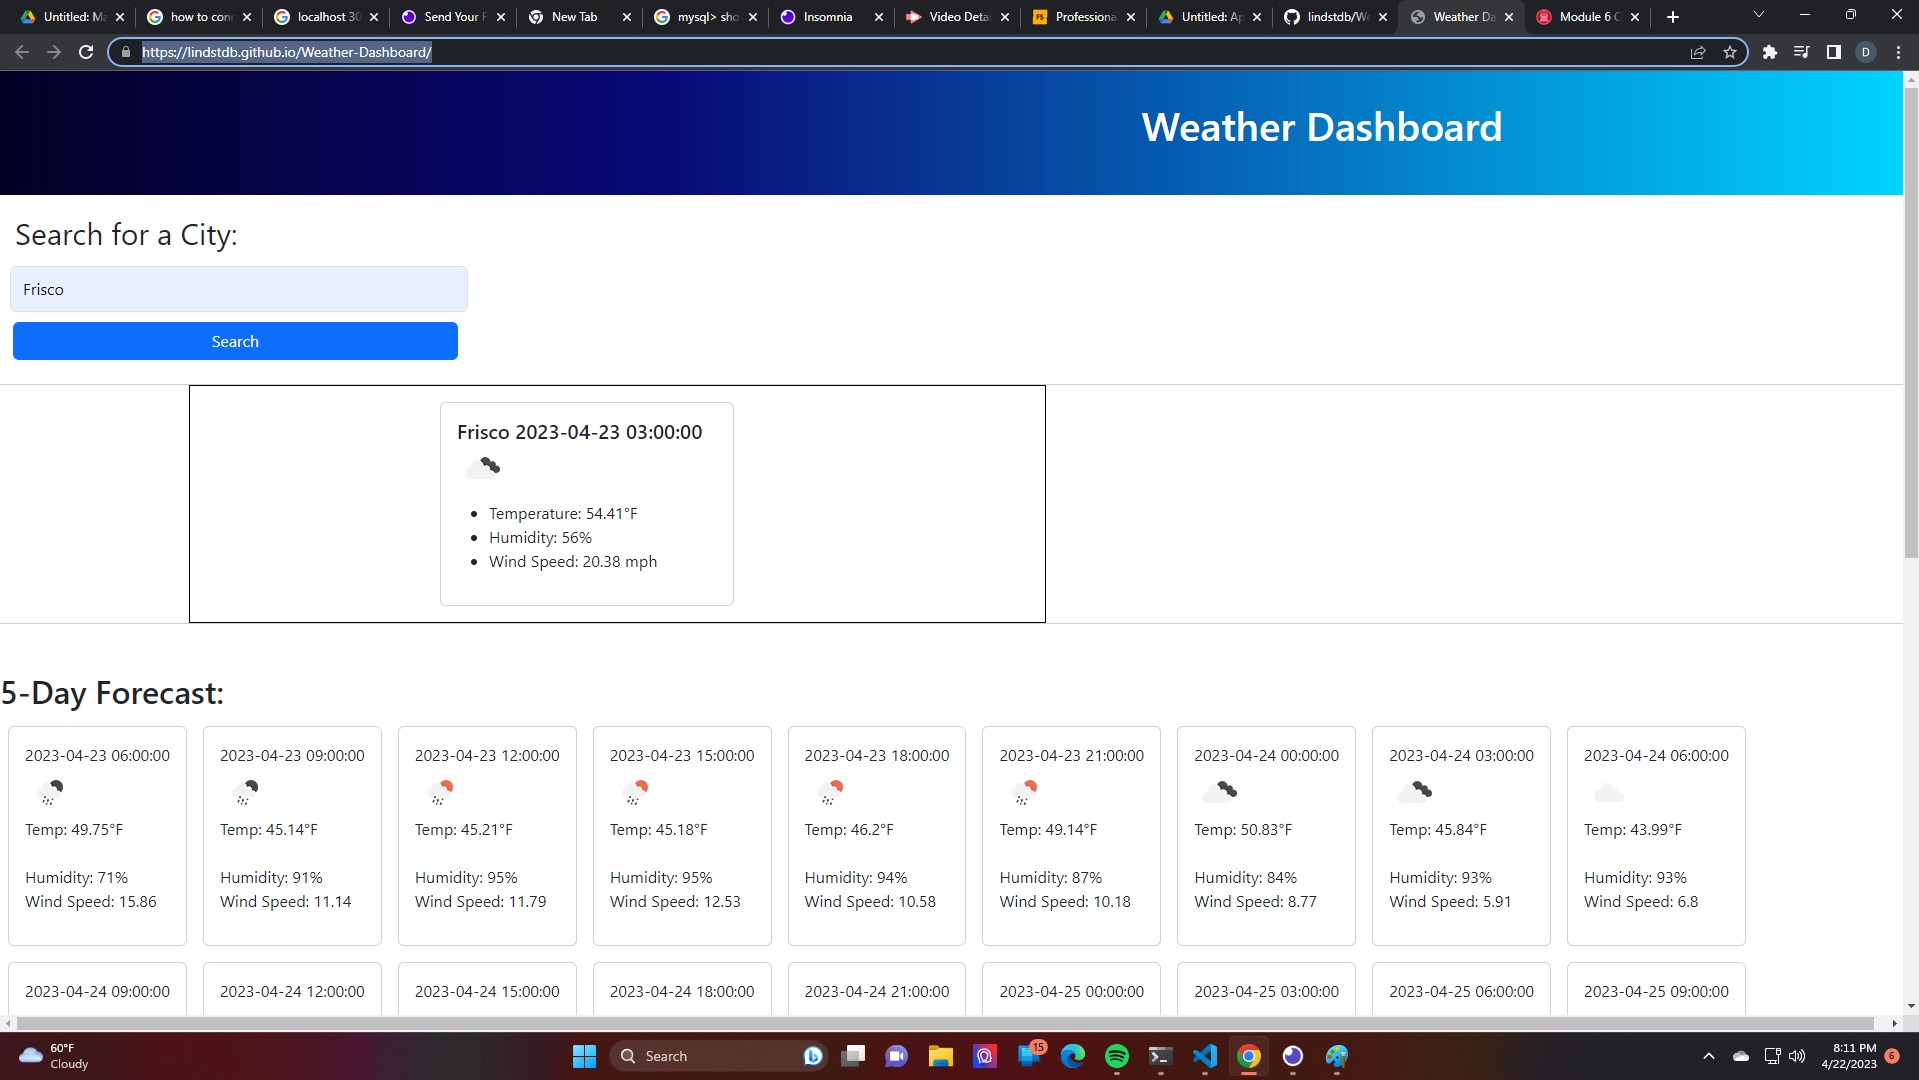 Untitled: Ma
how to con
localhost 30
Send Your F
New Tab
mysql> sho
Insomnia
Video Detai
Professiona
Untitled: Ap
lindstdb/We
Weather Da
Module 6 C
https://lindstdb.github.io/Weather-Dashboard/
D
Weather Dashboard
Search for a City:
Frisco
Search
Frisco 2023-04-23 03:00:00
Temperature: 54.41°F
Humidity: 56%
Wind Speed: 20.38 mph
5-Day Forecast:
2023-04-23 06:00:00 2023-04-23 09:00:00 2023-04-23 12:00:00 2023-04-23 15:00:00 2023-04-23 18:00:00 2023-04-23 21:00:00 2023-04-24 00:00:00 2023-04-24 03:00:00 2023-04-24 06:00:00
Temp: 49.75°F Temp: 45.14°F Temp: 45.21°F Temp: 45.18°F Temp: 46.2°F Temp: 49.14°F Temp: 50.83°F Temp: 45.84°F Temp: 43.99°F
Humidity: 71% Humidity: 91% Humidity: 95% Humidity: 95% Humidity: 94% Humidity: 87% Humidity: 84% Humidity: 93% Humidity: 93%
Wind Speed: 15.86 Wind Speed: 11.14 Wind Speed: 11.79 Wind Speed: 12.53 Wind Speed: 10.58 Wind Speed: 10.18 Wind Speed: 8.77 Wind Speed: 5.91 Wind Speed: 6.8
2023-04-24 09:00:00 2023-04-24 12:00:00 2023-04-24 15:00:00 2023-04-24 18:00:00 2023-04-24 21:00:00 2023-04-25 00:00:00 2023-04-25 03:00:00 2023-04-25 06:00:00 2023-04-25 09:00:00
60°F
Cloudy
Search
15
8:11 PM
4/22/2023
6